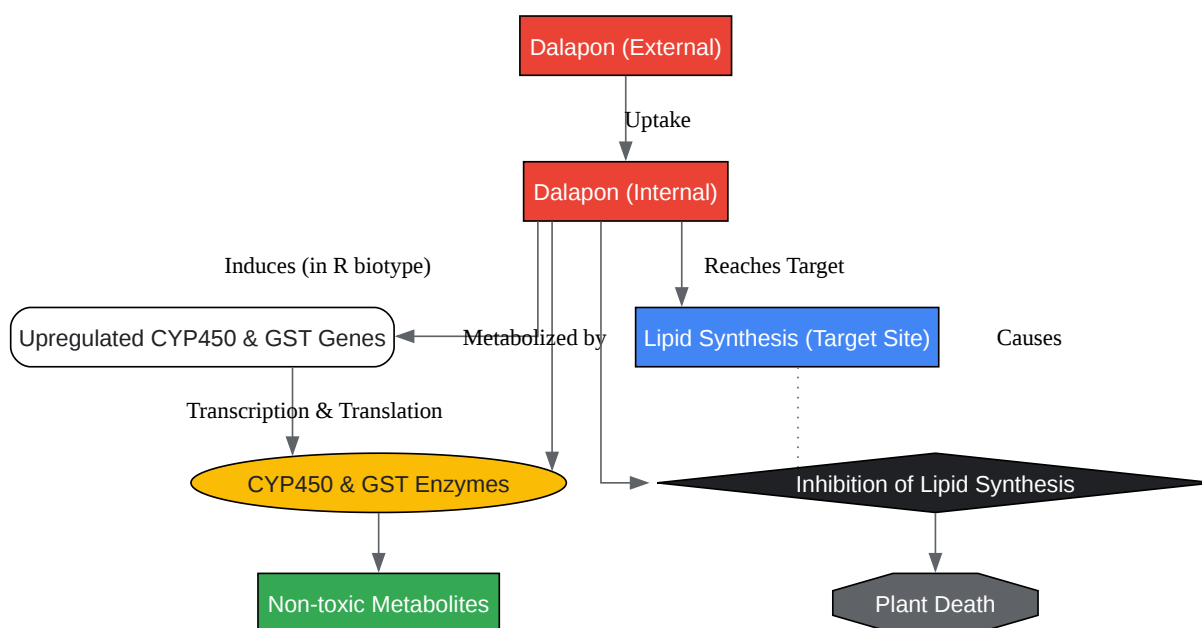 Dalapon (External)
Uptake
Dalapon (Internal)
Induces (in R biotype)
Reaches Target
Upregulated CYP450 & GST Genes
Metabolized by
Lipid Synthesis (Target Site)
Causes
Transcription & Translation
CYP450 & GST Enzymes
Inhibition of Lipid Synthesis
Non-toxic Metabolites
Plant Death